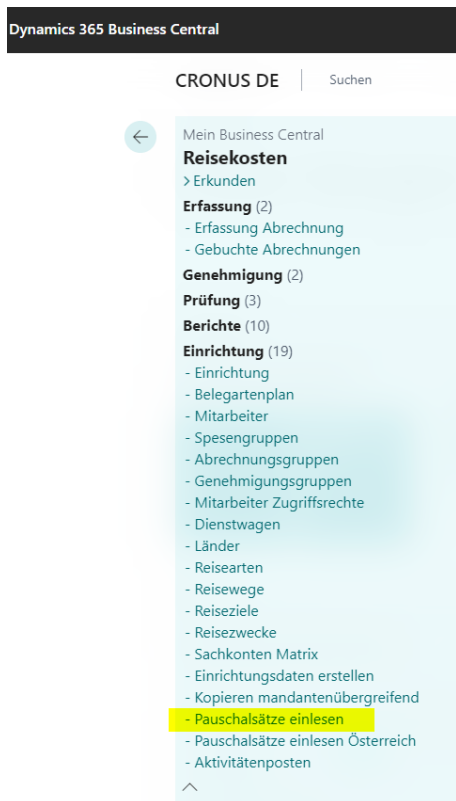 Dynamics 365 Business Central
CRONUS DE Suchen
Mein Business Central
Reisekosten
> Erkunden
Erfassung (2)
- Erfassung Abrechnung
- Gebuchte Abrechnungen
Genehmigung (2)
Prüfung (3)
Berichte (10)
Einrichtung (19)
- Einrichtung
- Belegartenplan
- Mitarbeiter
- Spesengruppen
- Abrechnungsgruppen
- Genehmigungsgruppen
- Mitarbeiter Zugriffsrechte
- Dienstwagen
- Länder
- Reisearten
- Reisewege
- Reiseziele
- Reisezwecke
- Sachkonten Matrix
- Einrichtungsdaten erstellen
- Kopieren mandantenübergreifend
- Pauschalsätze einlesen
- Pauschalsätze einlesen Österreich
- Aktivitätenposten